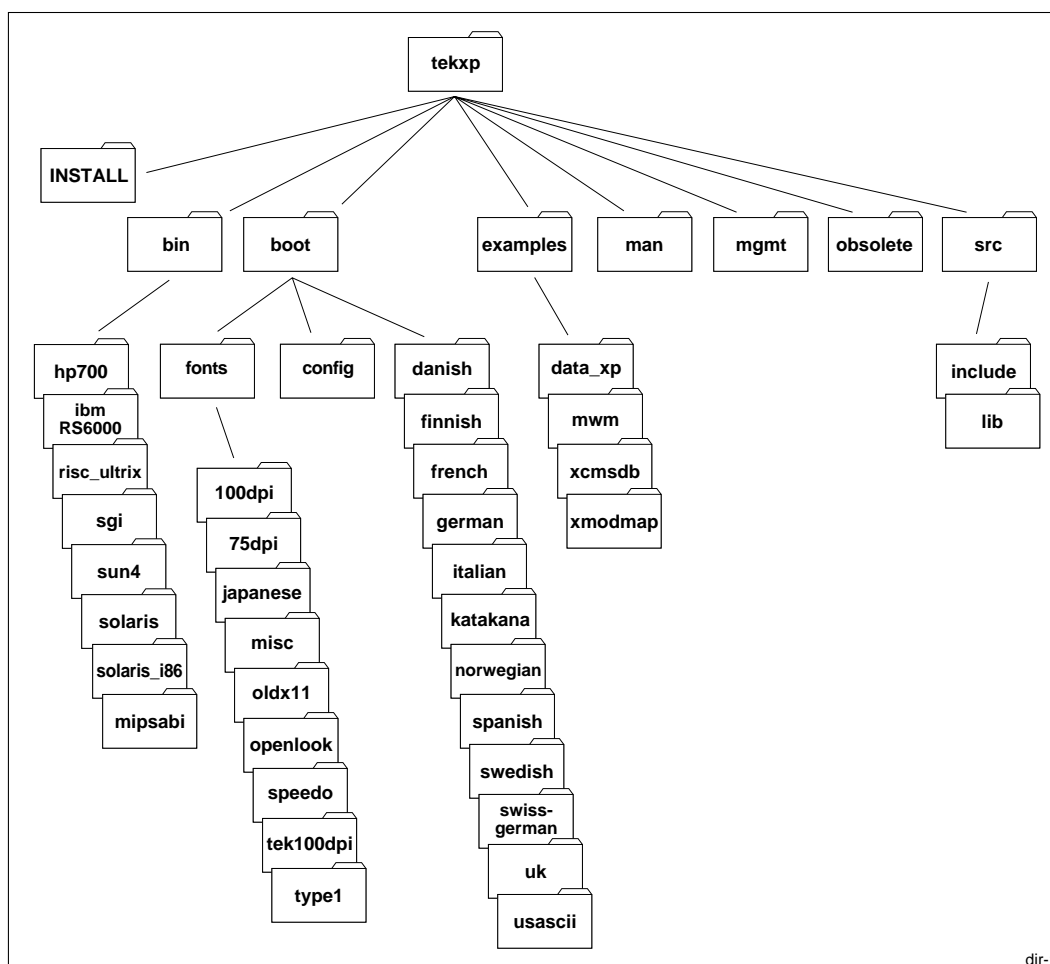 tekxp
INSTALL
bin
boot
examples
man
mgmt
obsolete
src
hp700
ibm
RS6000
risc_ultrix
sgi
sun4
solaris
solaris_i86
mipsabi
fonts
100dpi
75dpi
japanese
misc
oldx11
openlook
speedo
tek100dpi
type1
config
danish
finnish
french
german
italian
katakana
norwegian
spanish
swedish
swiss-
german
uk
usascii
data_xp
mwm
xcmsdb
xmodmap
include
lib
dir-